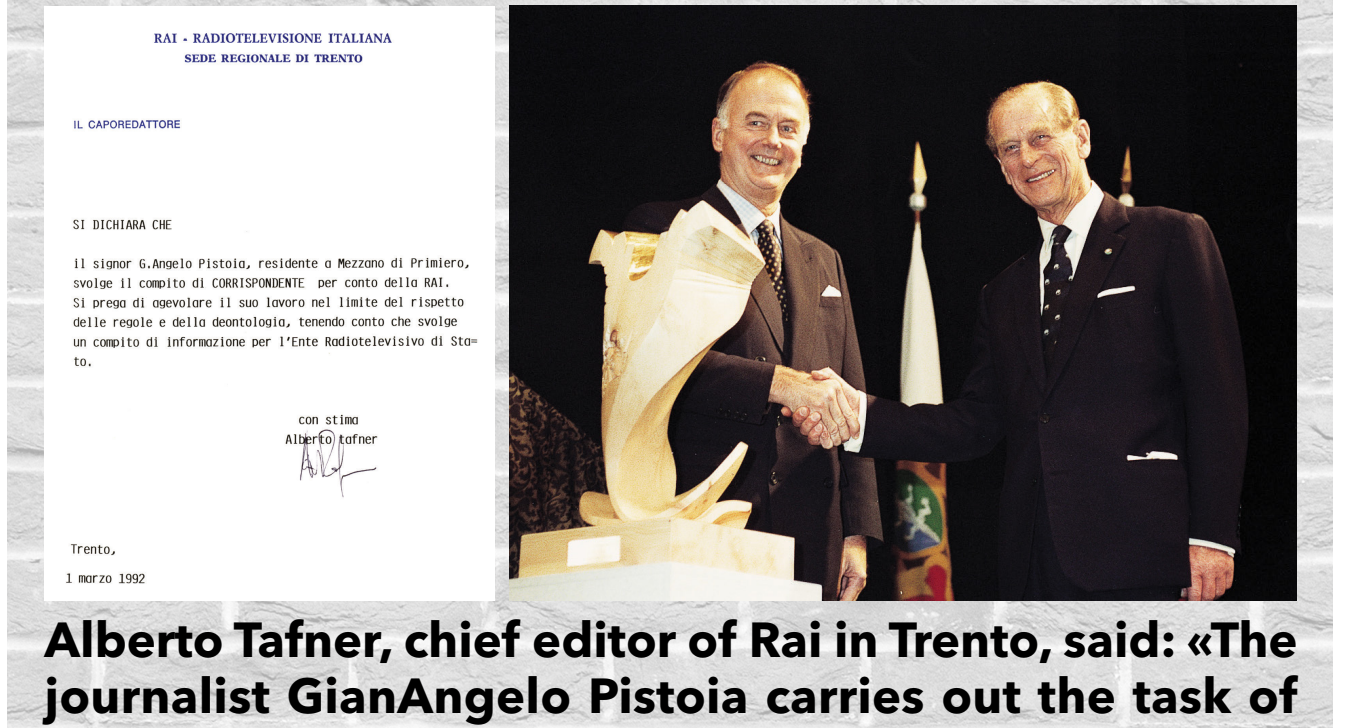 RAI - RADIOTELEVISIONE ITALIANA
SEDE REGIONALE DI TRENTO
IL CAPOREDATTORE
SI DICHIARA CHE
il signor G.Angelo Pistoia, residente a Mezzano di Primiero,
svolge il compito di CORRISPONDENTE per conto della RAI.
Si prega di agevolare il suo lavoro nel limite del rispetto
delle regole e della deontologia, tenendo conto che svolge
un compito di informazione per l'Ente Radiotelevisivo di Sta=
to.
con stima
Alberto tafner
Trento,
1 marzo 1992
Alberto Tafner, chief editor of Rai in Trento, said: «The
journalist GianAngelo Pistoia carries out the task of